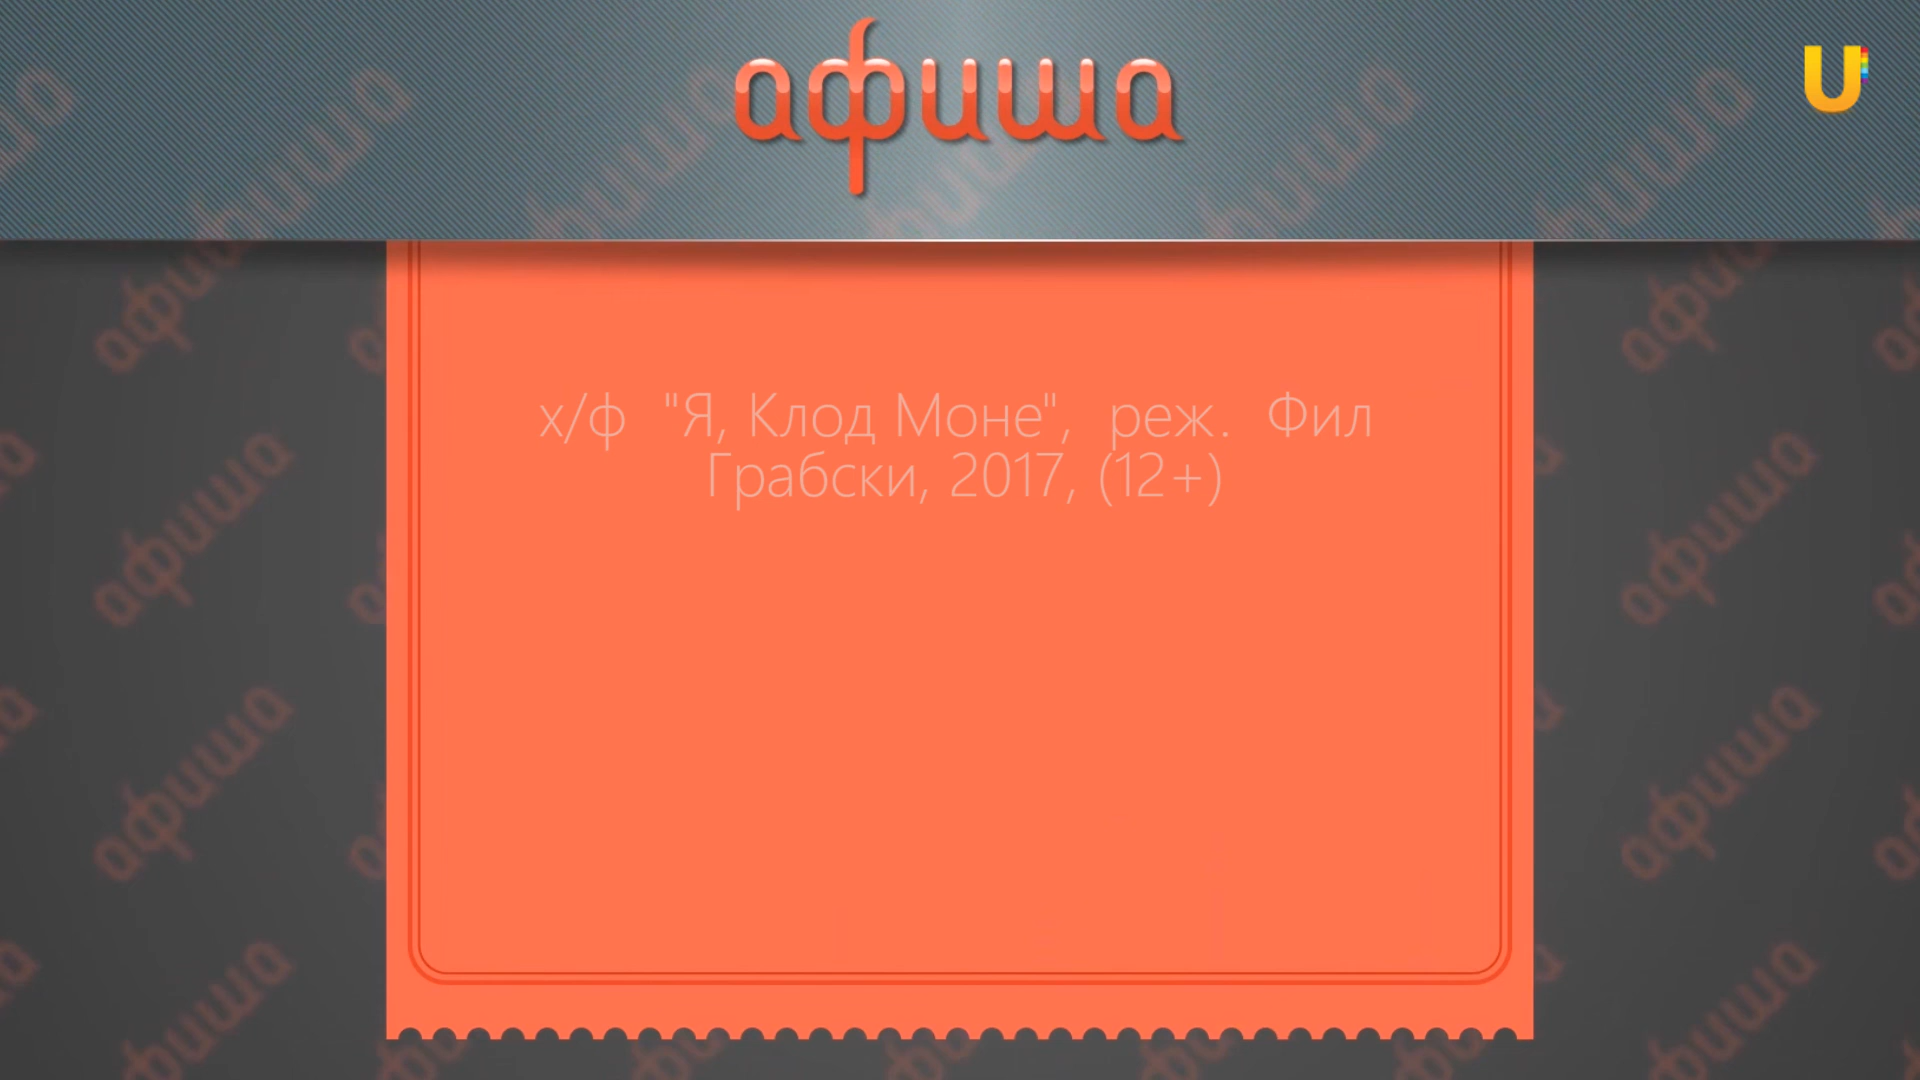 афиша
U
х/ф "Я, Клод Моне", реж. Фил
Грабски, 2017, (12+)